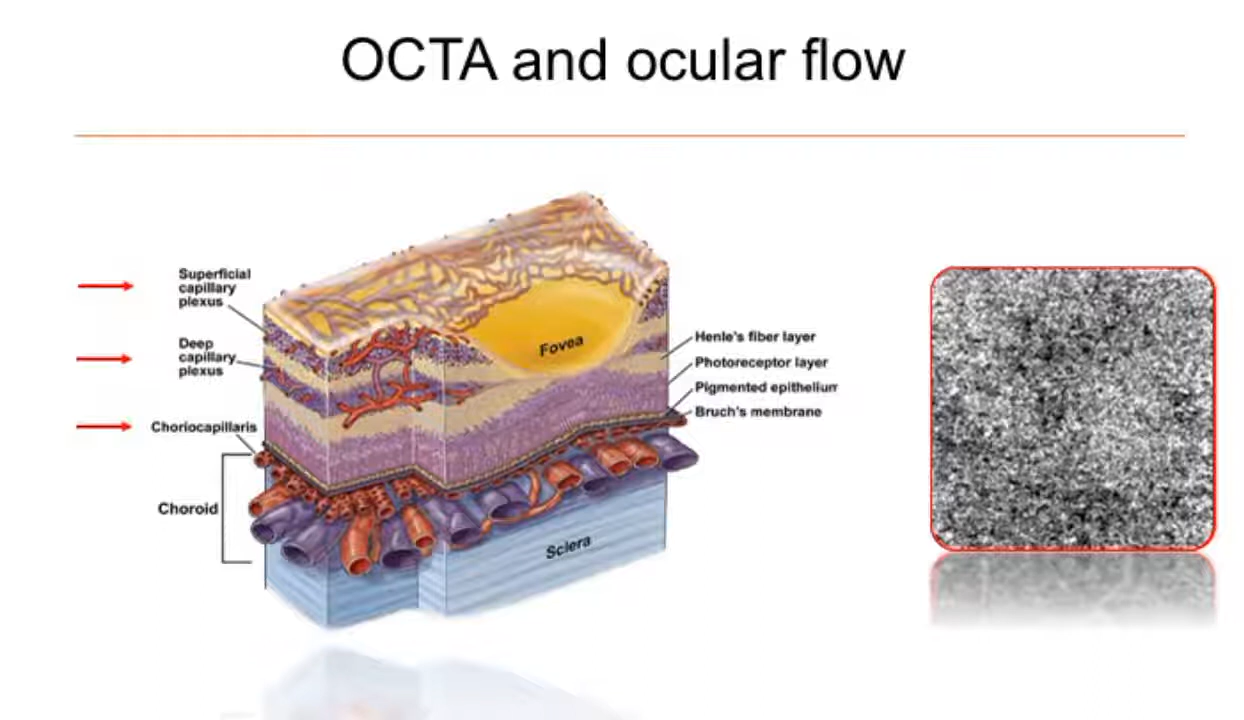 OCTA and ocular flow
Superficial
capillary
plexus
Deep
capillary
plexus
Choriocapillaris
Choroid
Fovea
Sclera
Henle's fiber layer
Photoreceptor layer
Pigmented epithelium
Bruch's membrane